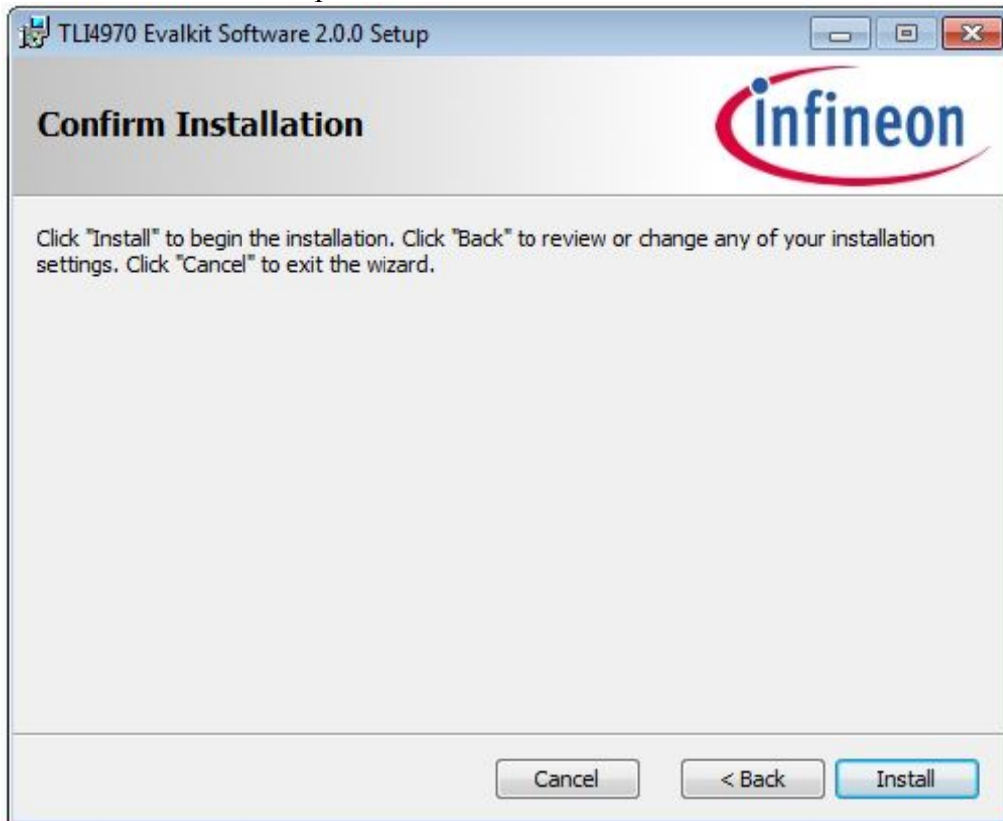 TLI4970 Evalkit Software 2.0.0 Setup
Confirm Installation
infineon
Click "Install" to begin the installation. Click "Back" to review or change any of your installation
settings. Click "Cancel" to exit the wizard.
Cancel
< Back
Install